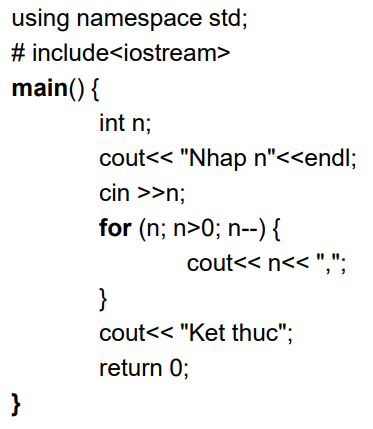 using namespace std;
# include<iostream>
main() {
int n;
cout<< "Nhap n"<<endl;
cin >>n;
for (n; n>0; n--) {
cout<< n<< ",";
}
cout<< "Ket thuc";
return 0;
}